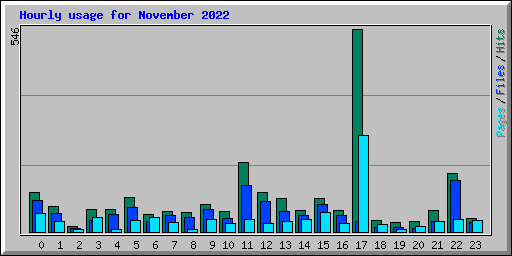 Hourly usage for November 2022
546
Pages/Files/Hits
0 1 2 3 4 5 6 7 8 9 10 11 12 13 14 15 16 17 18 19 20 21 22 23